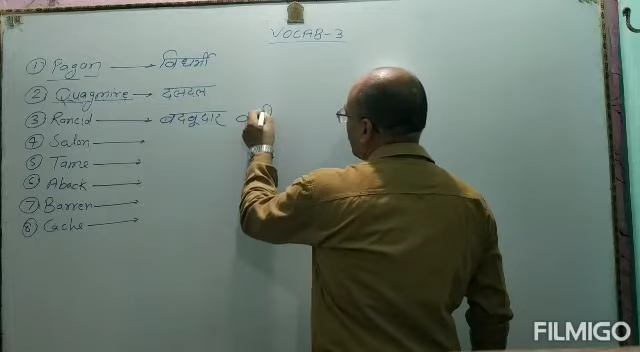 VOCAB-3
① Pagan → विधर्मी
② Quagmire → दलदल
③ Rancid → बदबूदार
④ Salon →
⑤ Tame →
⑥ Aback →
⑦ Barren →
⑧ Cache →
FILMIGO